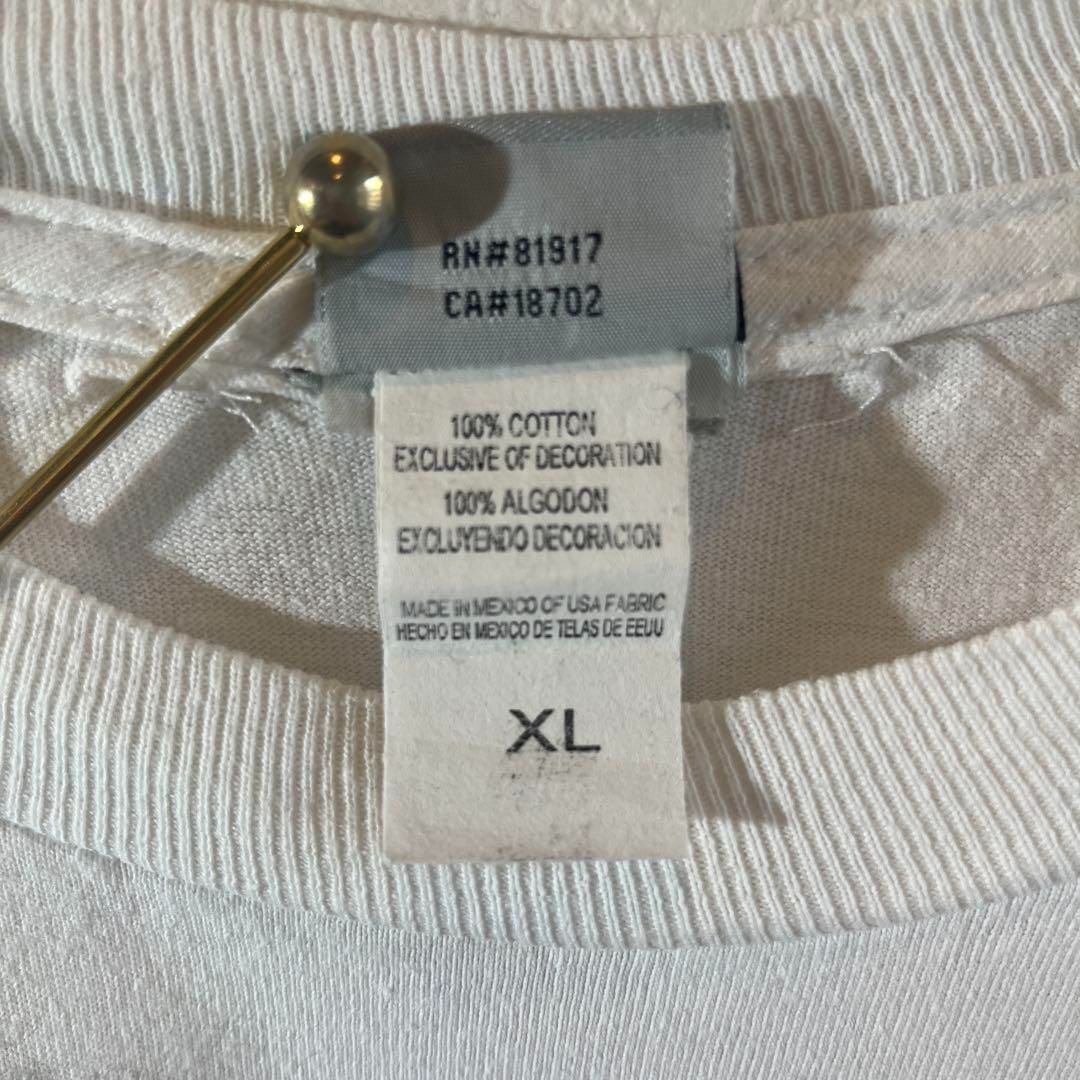 RN#81917
CA#18702
100% COTTON
EXCLUSIVE OF DECORATION
100% ALGODON
EXCLUYENDO DECORACION
MADE IN MEXICO OF USA FABRIC
HECHO EN MEXICO DE TELAS DE EEUU
XL